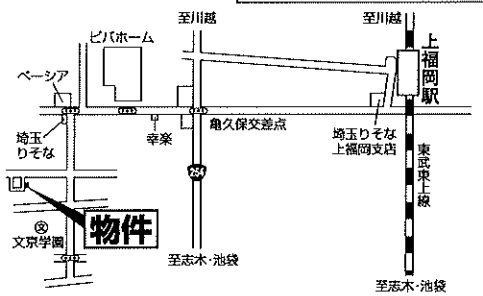 至川越
至川越
ビバホーム
上福岡駅
ベーシア
埼玉
りそな
幸楽
亀久保交差点
埼玉りそな
上福岡支店
東武東上線
254
物件
文
文京学園
至志木・池袋
至志木・池袋